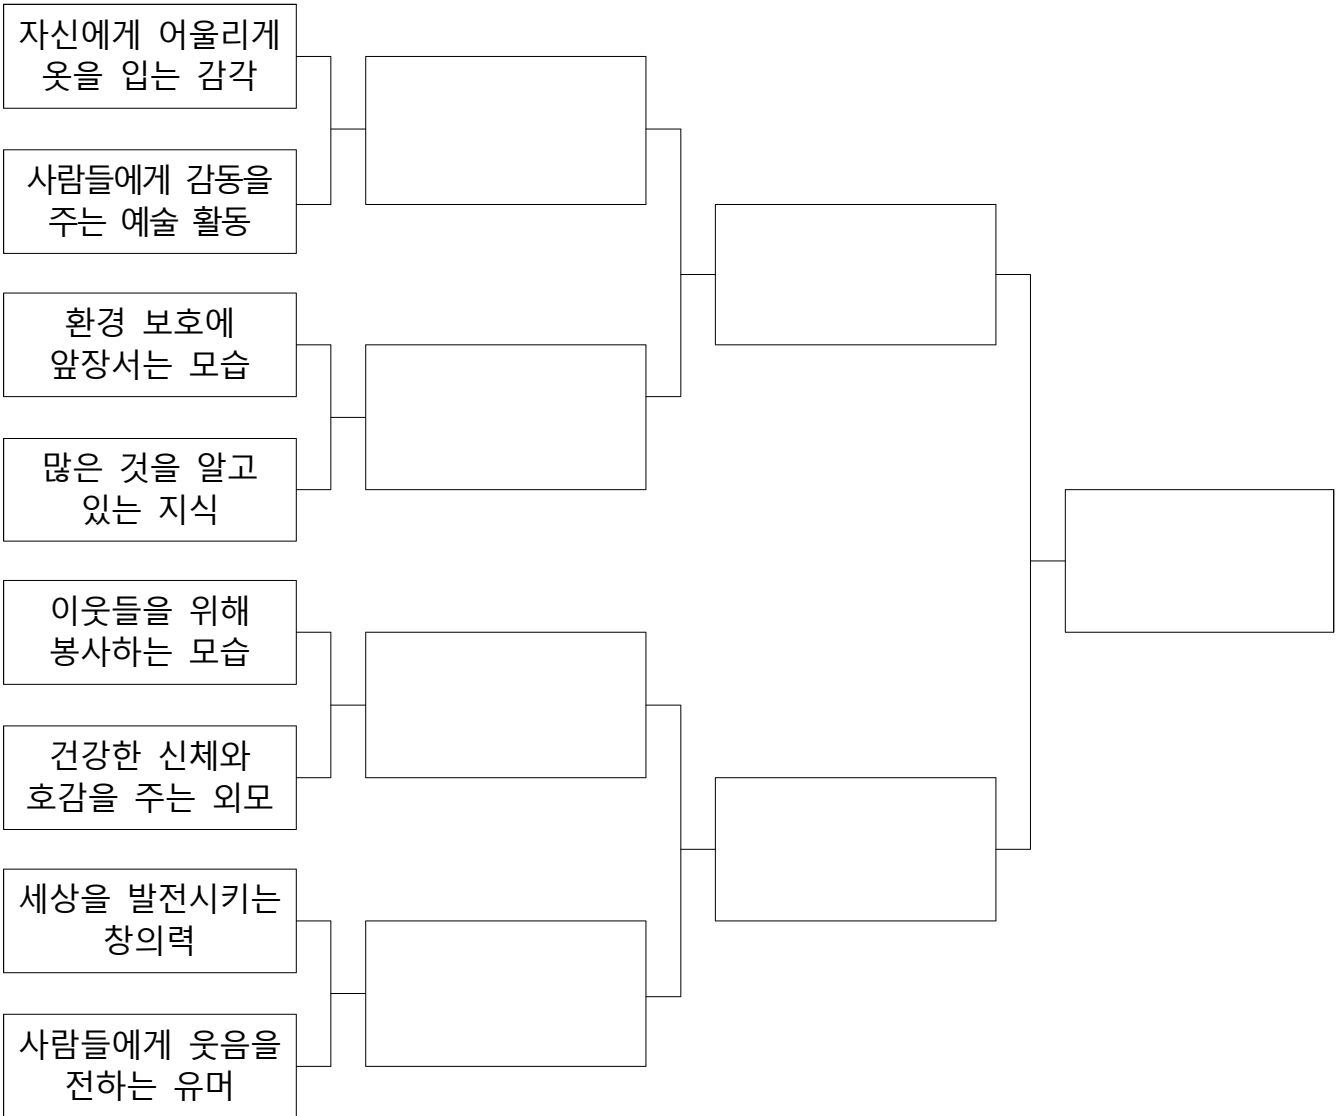 자신에게 어울리게
옷을 입는 감각
사람들에게 감동을
주는 예술 활동
환경 보호에
앞장서는 모습
많은 것을 알고
있는 지식
이웃들을 위해
봉사하는 모습
건강한 신체와
호감을 주는 외모
세상을 발전시키는
창의력
사람들에게 웃음을
전하는 유머